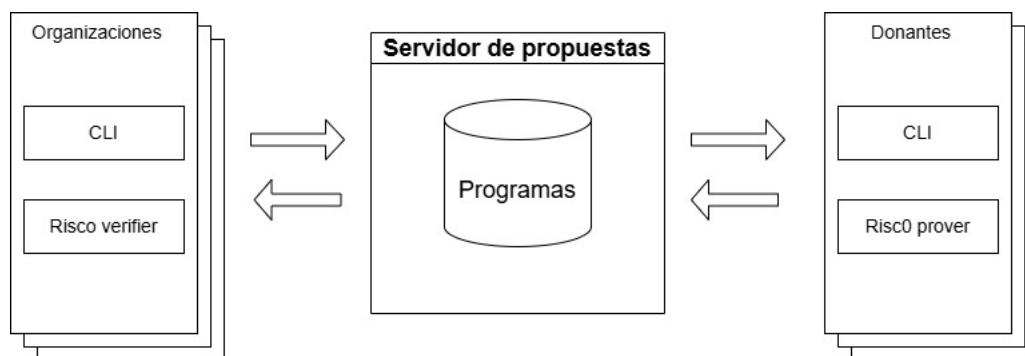 Organizaciones
CLI
Risco verifier
Servidor de propuestas
Programas
Donantes
CLI
Risc0 prover